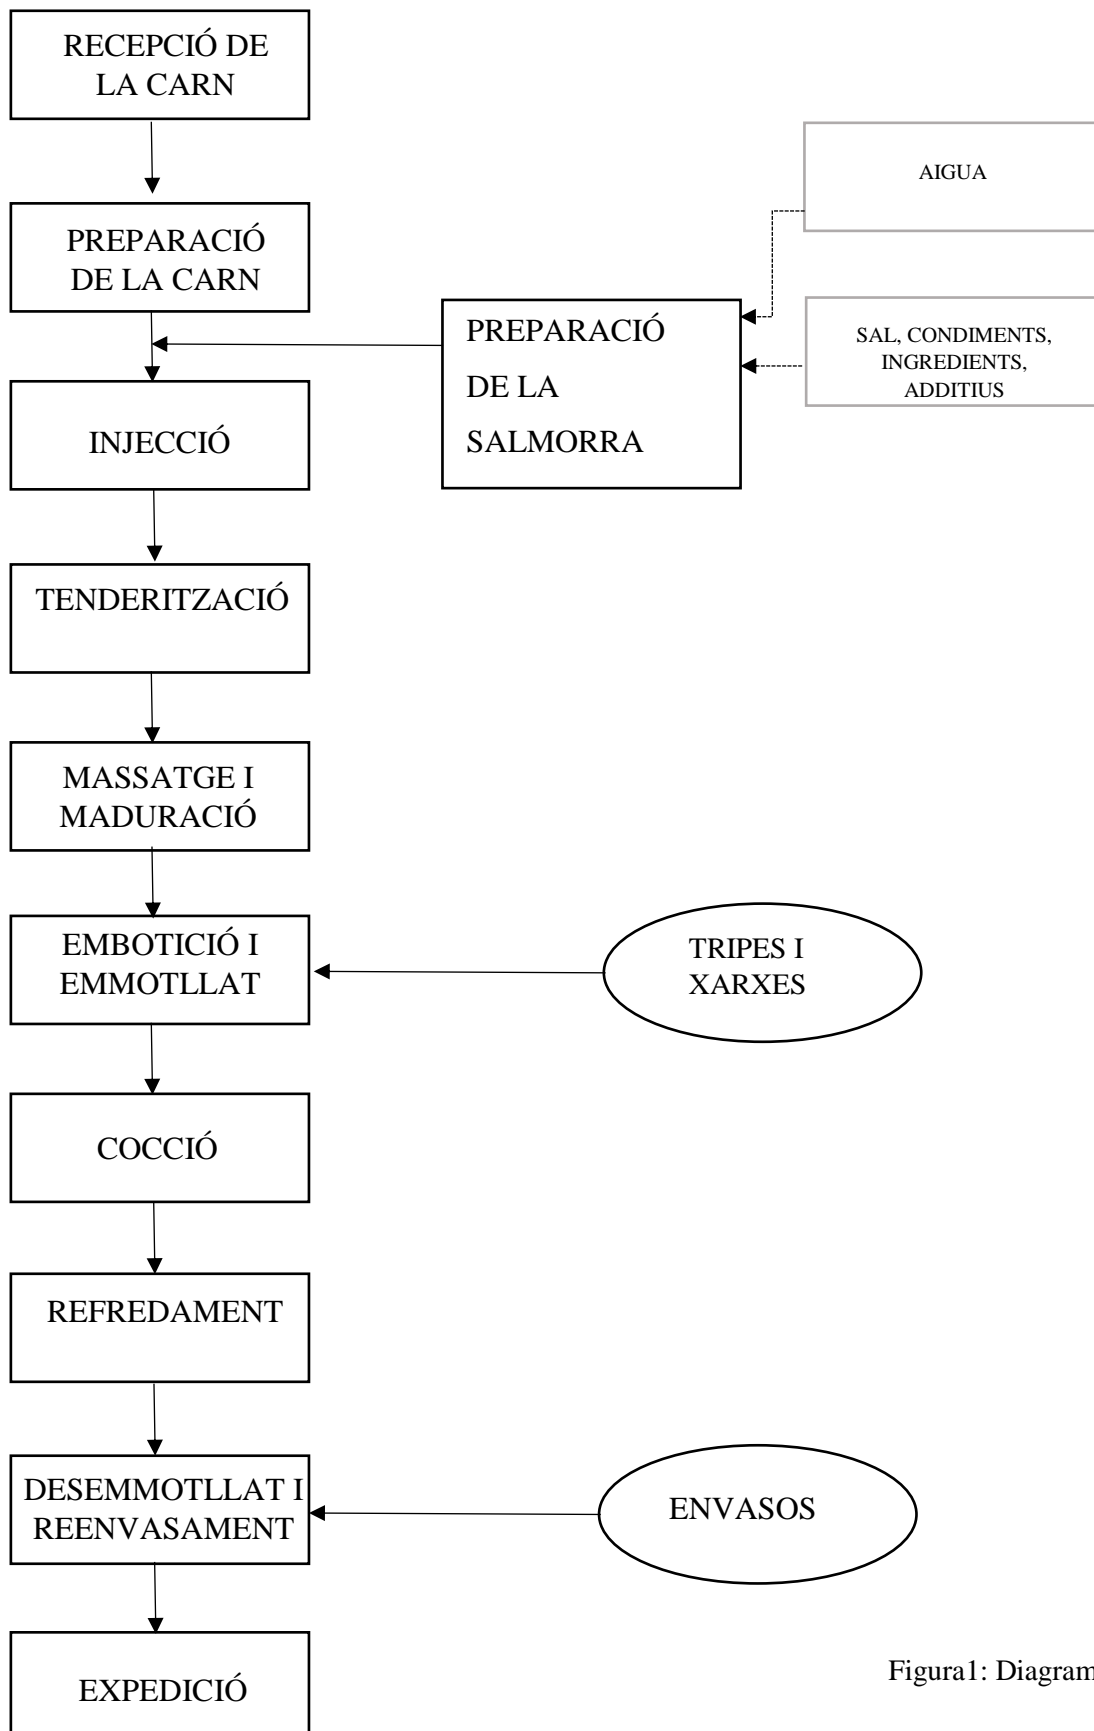 RECEPCIÓ DE
LA CARN
AIGUA
PREPARACIÓ
DE LA CARN
PREPARACIÓ
DE LA
SALMORRA
SAL, CONDIMENTS,
INGREDIENTS,
ADDITIUS
INJECCIÓ
TENDERITZACIÓ
MASSATGE I
MADURACIÓ
EMBOTICIÓ I
EMMOTLLAT
TRIPES I
XARXES
COCCIÓ
REFREDAMENT
DESEMMOTLLAT I
REENVASAMENT
ENVASOS
EXPEDICIÓ
Figura1: Diagram